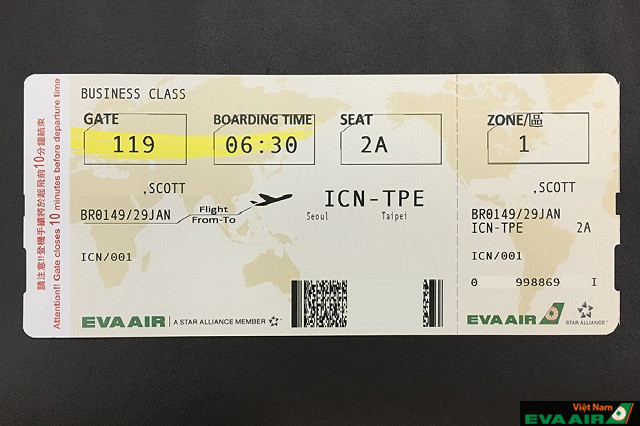 請注意!!登機手續將於起飛前10分鐘結束
Attention!! Gate closes 10 minutes before departure time
BUSINESS CLASS
GATE BOARDING TIME SEAT
119 06:30 2A
,SCOTT
ICN-TPE
Seoul Taipei
BR0149/29JAN
Flight
From-To
ICN/001
EVA AIR A STAR ALLIANCE MEMBER
ZONE/區
1
,SCOTT
BR0149/29JAN
ICN-TPE 2A
ICN/001
0 998869 I
EVA AIR STAR ALLIANCE
Việt Nam
EVA AIR